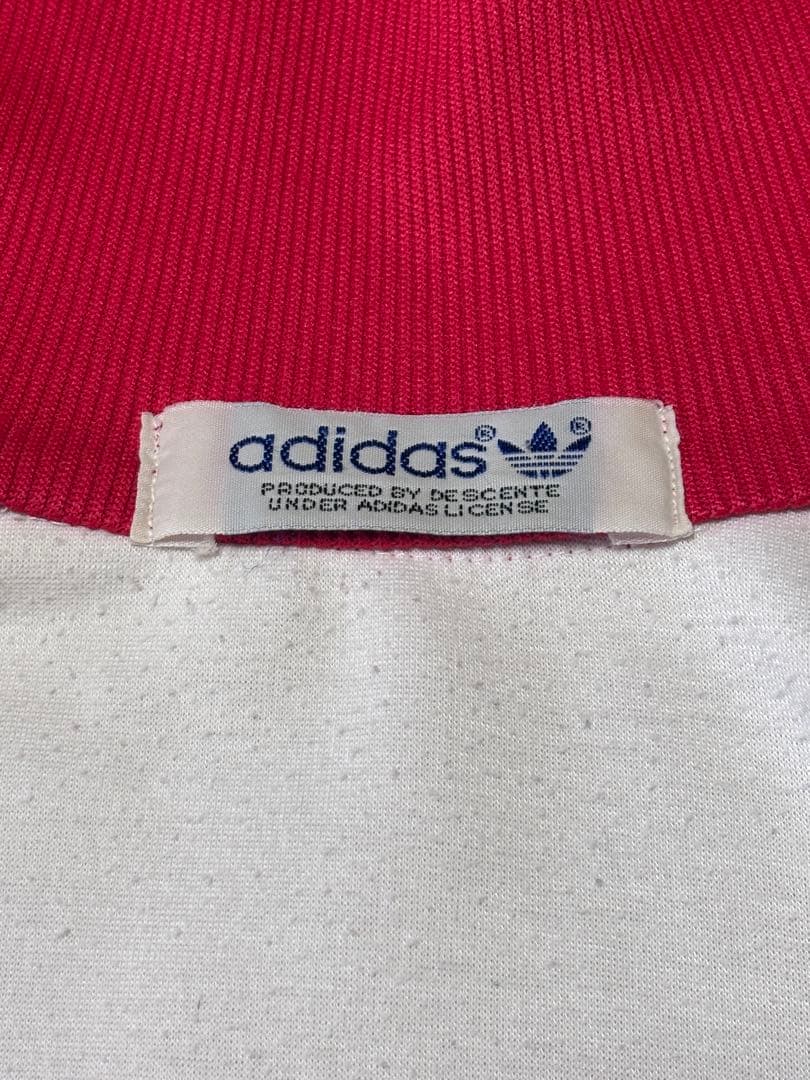 adidas® ®
PRODUCED BY DESCENTE
UNDER ADIDAS LICENSE